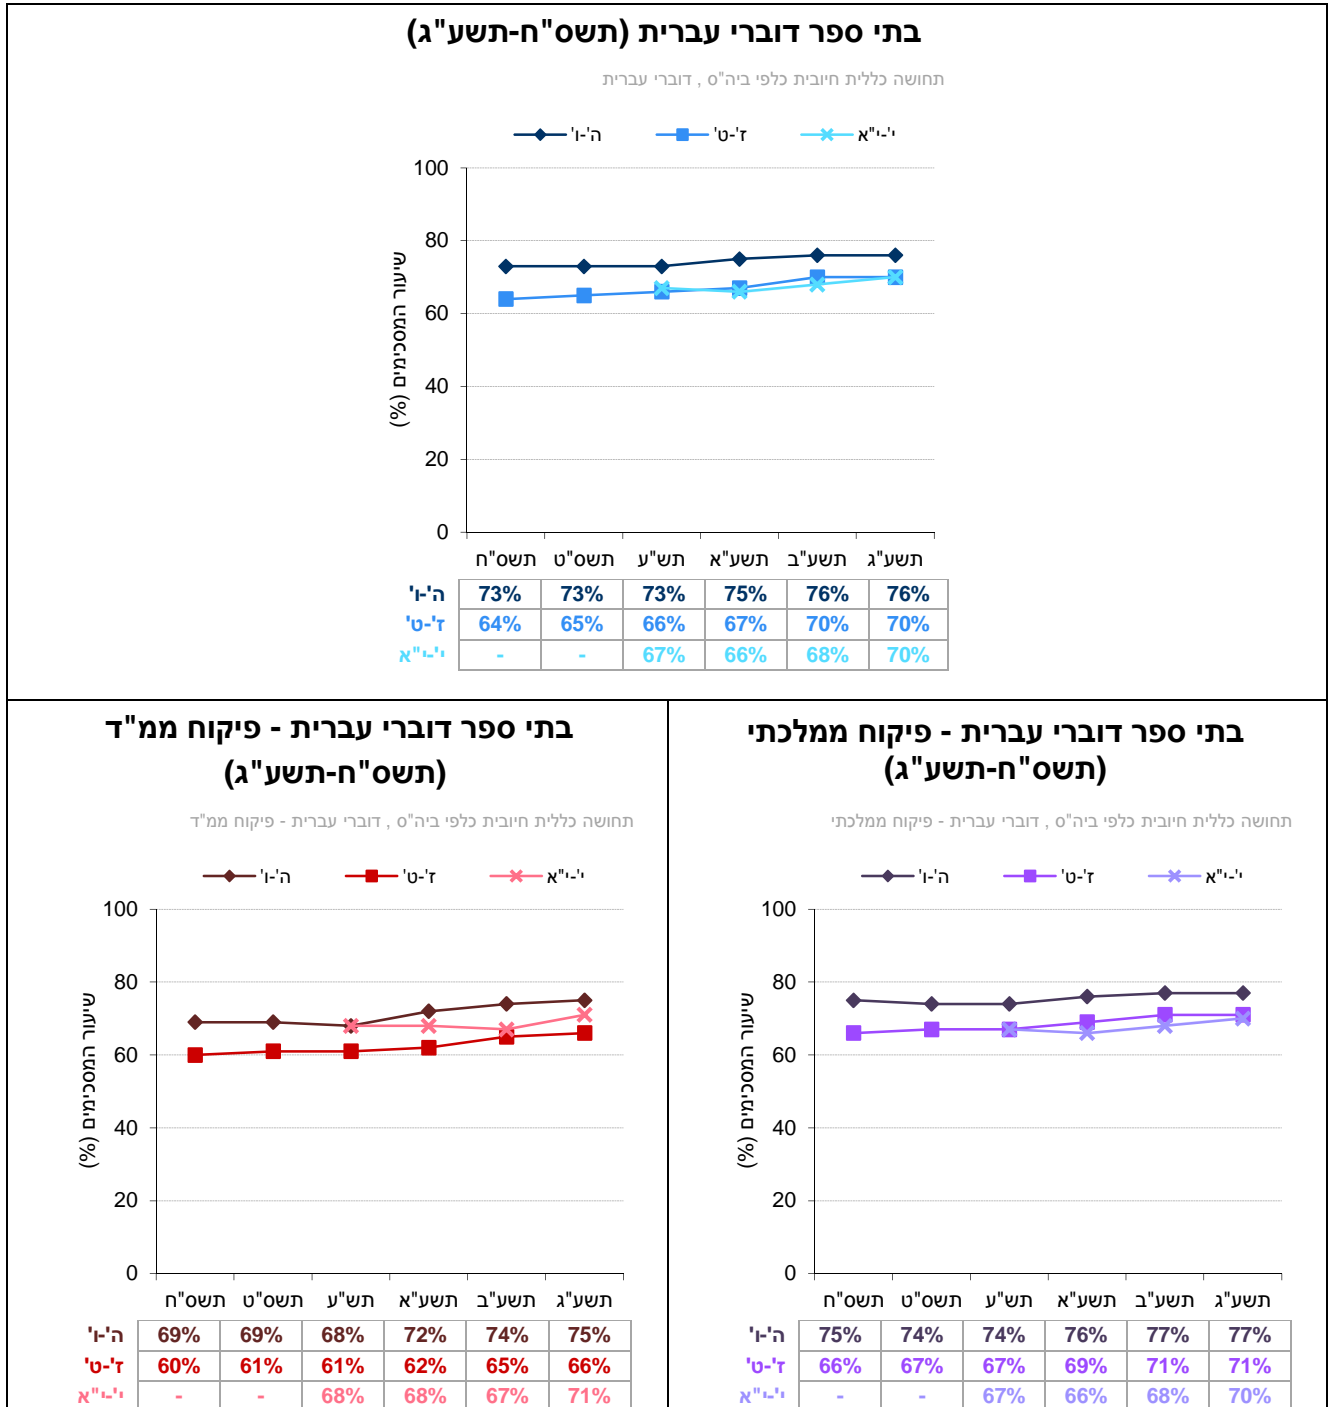 בתי ספר דוברי עברית (תשס"ח-תשע"ג)
תחושה כללית חיובית כלפי ביה"ס , דוברי עברית
ה'-ו' ז'-ט' י'-י"א
שיעור המסכימים (%)
100
80
60
40
20
0
תשס"ח תשס"ט תש"ע תשע"א תשע"ב תשע"ג
ה'-ו' 73% 73% 73% 75% 76% 76%
ז'-ט' 64% 65% 66% 67% 70% 70%
י'-י"א - - 67% 66% 68% 70%
בתי ספר דוברי עברית - פיקוח ממלכתי
(תשס"ח-תשע"ג)
תחושה כללית חיובית כלפי ביה"ס , דוברי עברית - פיקוח ממלכתי
ה'-ו' ז'-ט' י'-י"א
שיעור המסכימים (%)
100
80
60
40
20
0
תשס"ח תשס"ט תש"ע תשע"א תשע"ב תשע"ג
ה'-ו' 75% 74% 74% 76% 77% 77%
ז'-ט' 66% 67% 67% 69% 71% 71%
י'-י"א - - 67% 66% 68% 70%
בתי ספר דוברי עברית - פיקוח ממ"ד
(תשס"ח-תשע"ג)
תחושה כללית חיובית כלפי ביה"ס , דוברי עברית - פיקוח ממ"ד
ה'-ו' ז'-ט' י'-י"א
שיעור המסכימים (%)
100
80
60
40
20
0
תשס"ח תשס"ט תש"ע תשע"א תשע"ב תשע"ג
ה'-ו' 69% 69% 68% 72% 74% 75%
ז'-ט' 60% 61% 61% 62% 65% 66%
י'-י"א - - 68% 68% 67% 71%